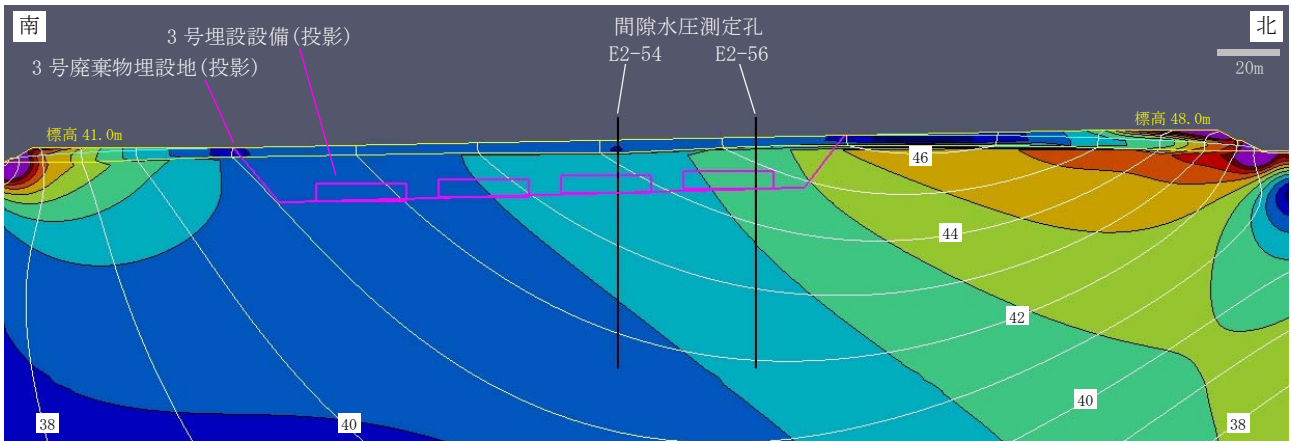 南
北
3号埋設設備(投影)
3号廃棄物埋設地(投影)
間隙水圧測定孔
E2-54
E2-56
20m
標高 41.0m
標高 48.0m
46
44
42
40
38
40
38